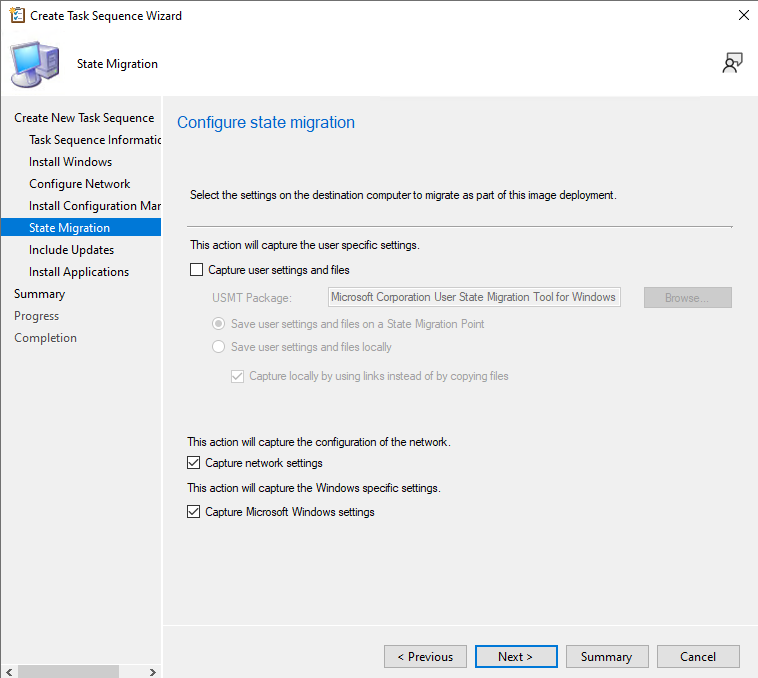 Create Task Sequence Wizard
State Migration
Create New Task Sequence
Task Sequence Informatic
Install Windows
Configure Network
Install Configuration Mar
State Migration
Include Updates
Install Applications
Summary
Progress
Completion
Configure state migration
Select the settings on the destination computer to migrate as part of this image deployment.
This action will capture the user specific settings.
Capture user settings and files
USMT Package:
Microsoft Corporation User State Migration Tool for Windows
Browse...
Save user settings and files on a State Migration Point
Save user settings and files locally
Capture locally by using links instead of by copying files
This action will capture the configuration of the network.
Capture network settings
This action will capture the Windows specific settings.
Capture Microsoft Windows settings
< Previous
Next >
Summary
Cancel